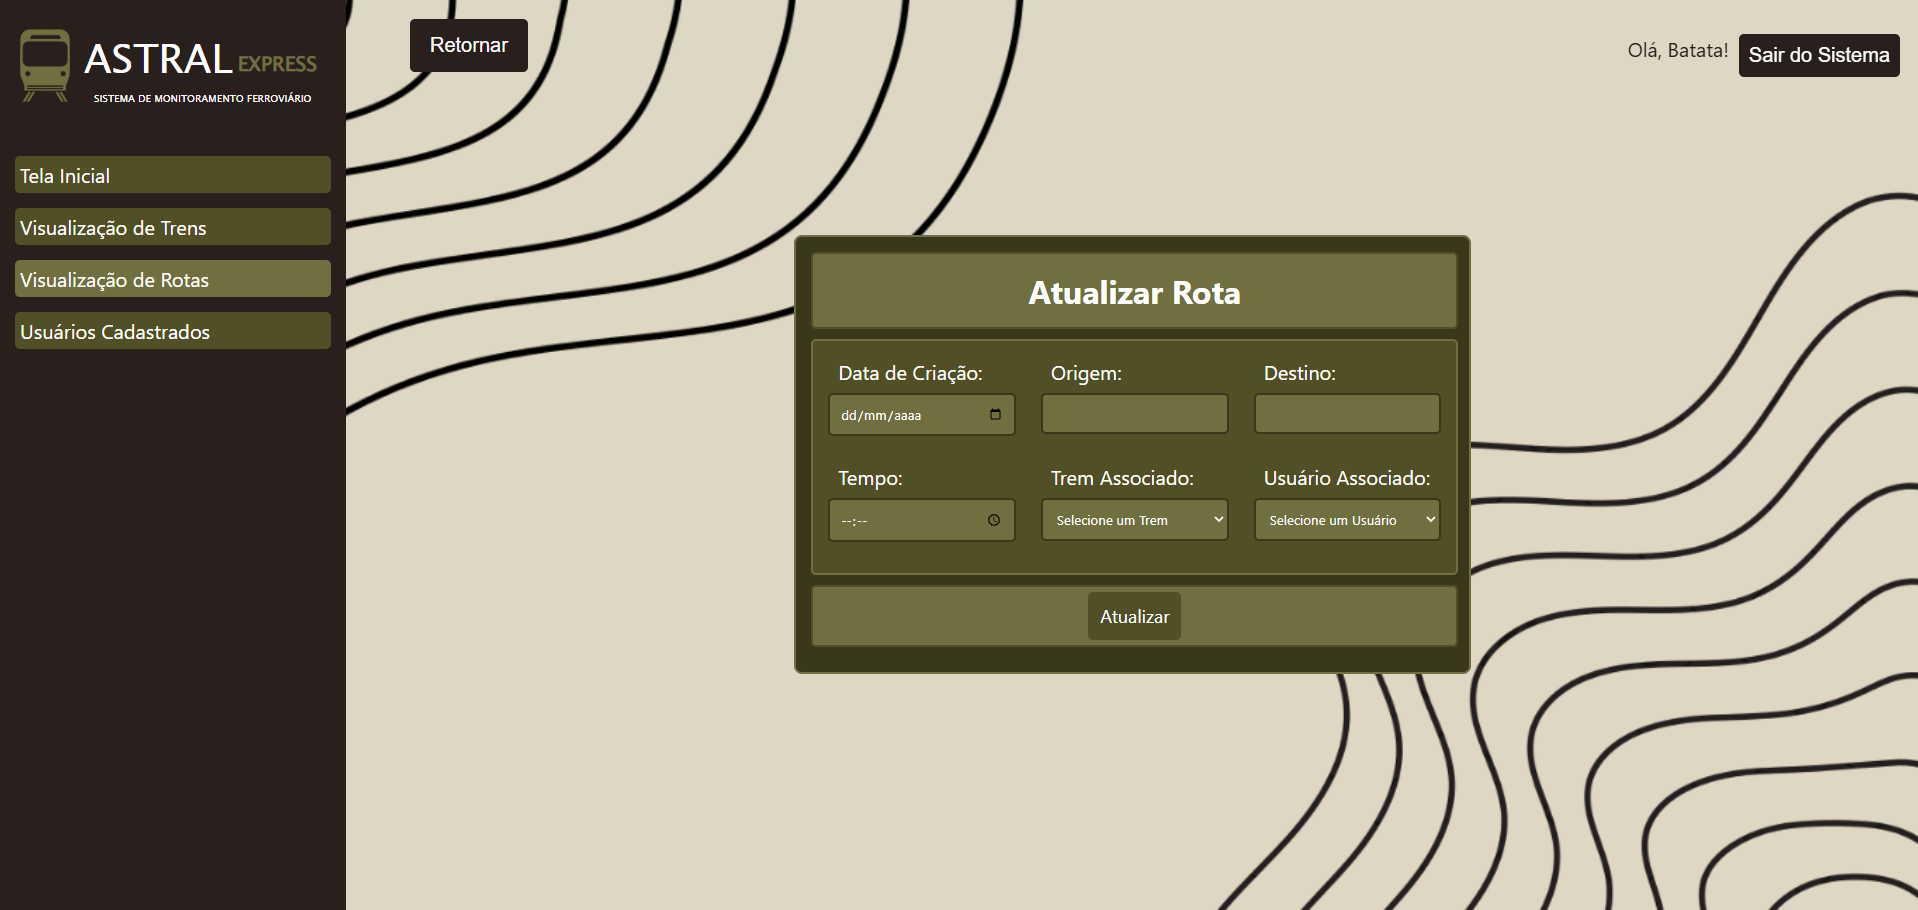 ASTRAL EXPRESS
SISTEMA DE MONITORAMENTO FERROVIÁRIO
Tela Inicial
Visualização de Trens
Visualização de Rotas
Usuários Cadastrados
Retornar
Olá, Batata! Sair do Sistema
Atualizar Rota
Data de Criação: Origem: Destino:
dd/mm/aaaa
Tempo: Trem Associado: Usuário Associado:
--:-- Selecione um Trem Selecione um Usuário
Atualizar